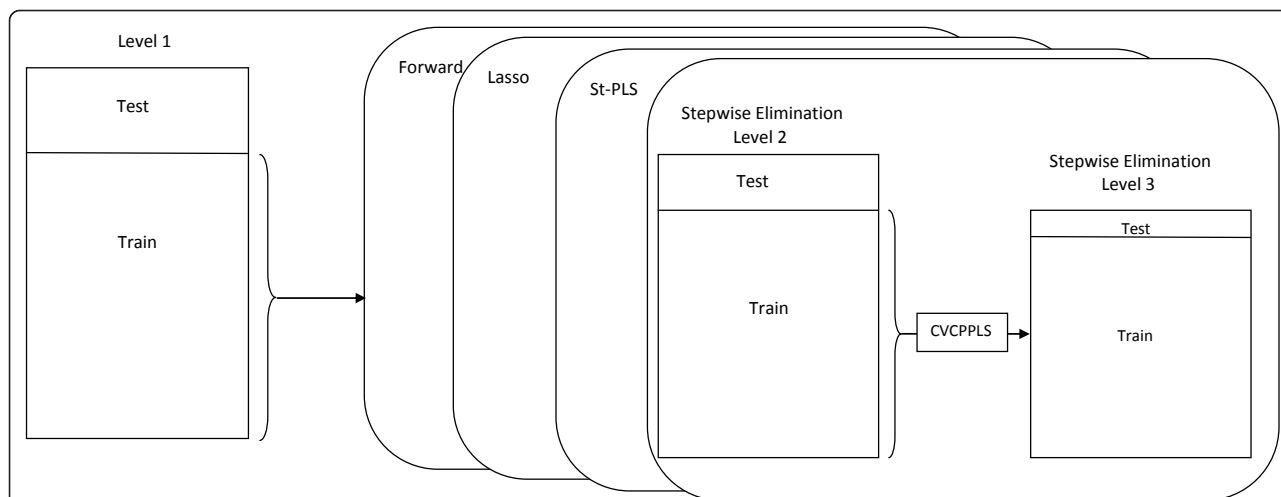 Level 1
Test
Train
Forward
Lasso
St-PLS
Stepwise Elimination
Level 2
Test
Train
CVCPPLS
Stepwise Elimination
Level 3
Test
Train